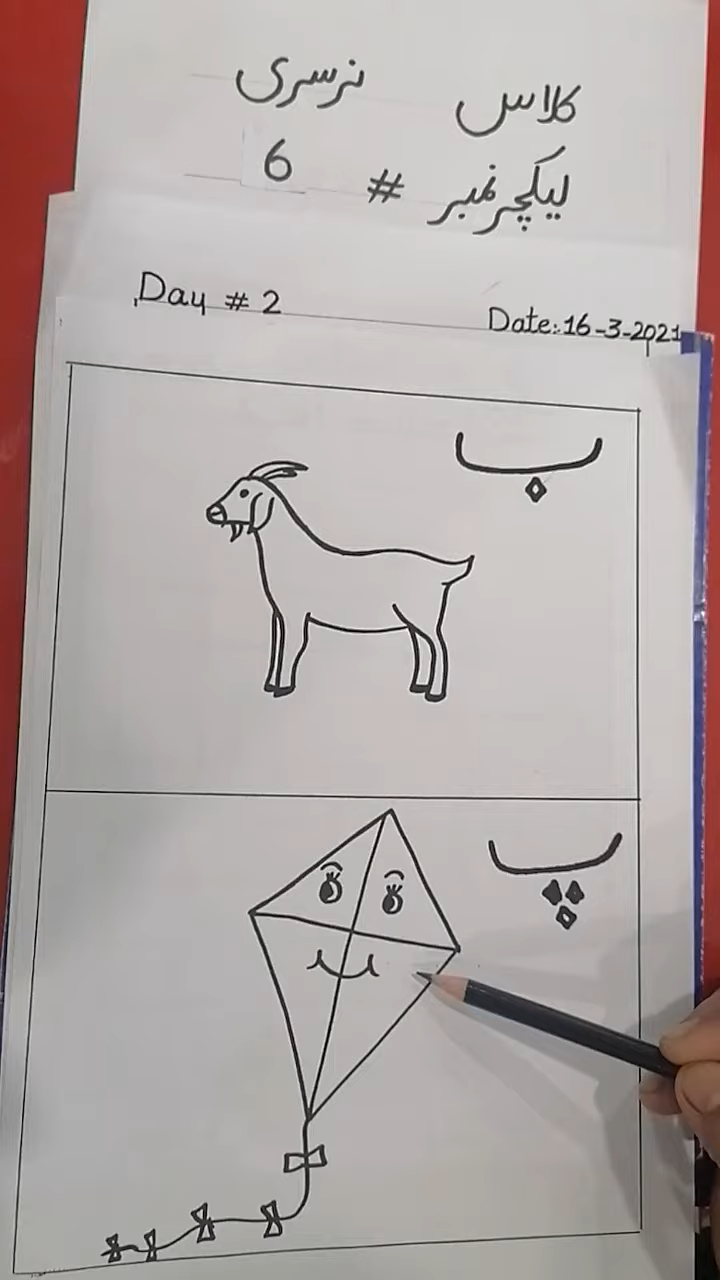 کلاس نرسری
لیکچر نمبر # 6
Day # 2
Date:16-3-2021
ب
پ